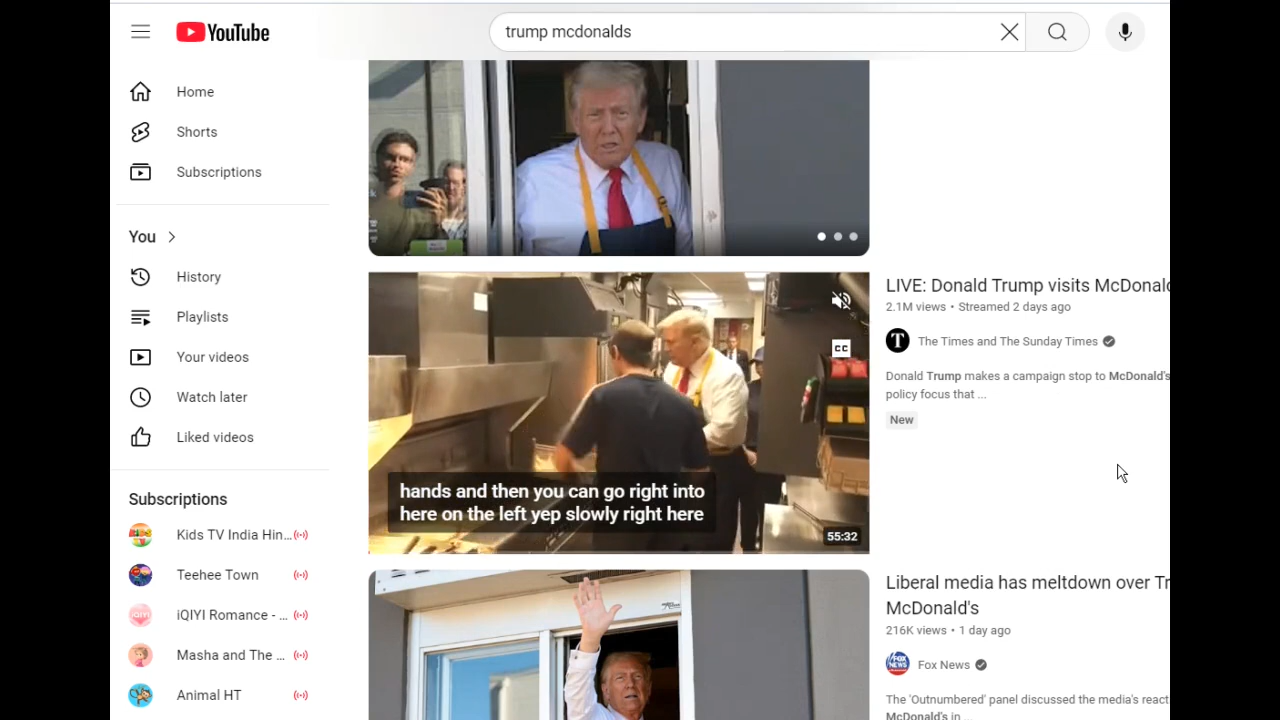 YouTube
trump mcdonalds
Home
Shorts
Subscriptions
You
History
Playlists
Your videos
Watch later
Liked videos
Subscriptions
Kids TV India Hin...
Teehee Town
iQIYI Romance - ...
Masha and The ...
Animal HT
CC
hands and then you can go right into
here on the left yep slowly right here
55:32
LIVE: Donald Trump visits McDonald
2.1M views • Streamed 2 days ago
T
The Times and The Sunday Times
Donald Trump makes a campaign stop to McDonald's
policy focus that ...
New
Liberal media has meltdown over Tr
McDonald's
216K views • 1 day ago
FOX NEWS
Fox News
The 'Outnumbered' panel discussed the media's react
McDonald's in ...